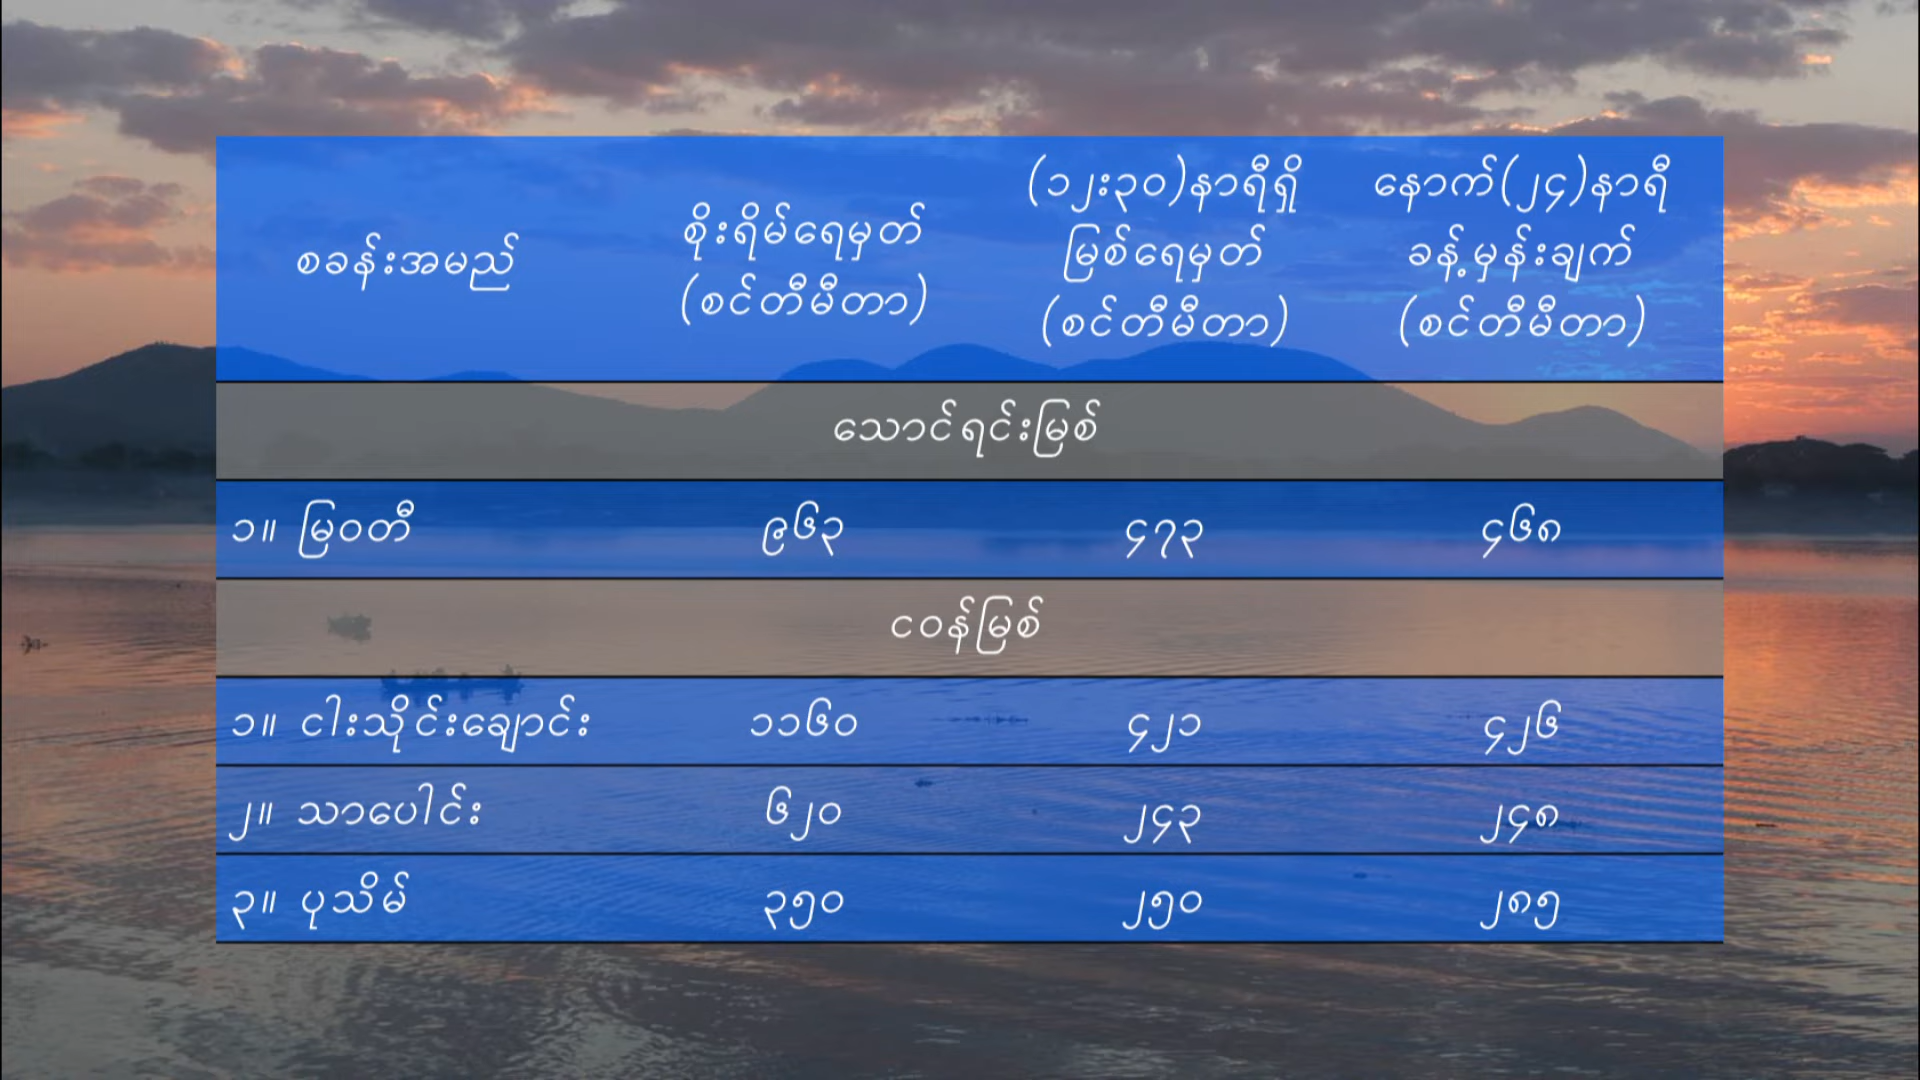 စခန်းအမည်
စိုးရိမ်ရေမှတ်
(စင်တီမီတာ)
(၁၂း၃၀)နာရီရှိ
မြစ်ရေမှတ်
(စင်တီမီတာ)
နောက်(၂၄)နာရီ
ခန့်မှန်းချက်
(စင်တီမီတာ)
သောင်ရင်းမြစ်
၁။ မြဝတီ ၉၆၃ ၄၇၃ ၄၆၈
ငဝန်မြစ်
၁။ ငါးသိုင်းချောင်း ၁၁၆၀ ၄၂၁ ၄၂၆
၂။ သာပေါင်း ၆၂၀ ၂၄၃ ၂၄၈
၃။ ပုသိမ် ၃၅၀ ၂၅၀ ၂၈၅